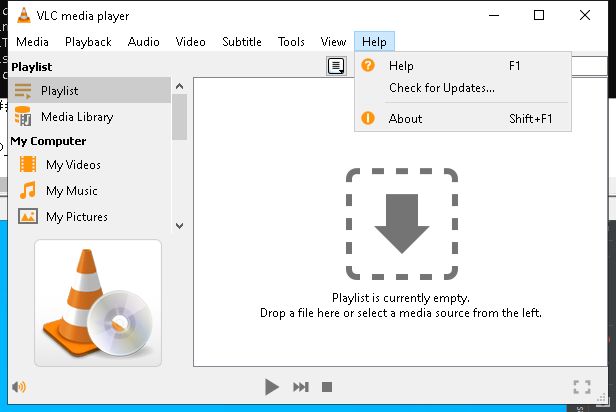 VLC media player
Media Playback Audio Video Subtitle Tools View Help
Playlist
Playlist
Media Library
My Computer
My Videos
My Music
My Pictures
Help F1
Check for Updates...
About Shift+F1
Playlist is currently empty.
Drop a file here or select a media source from the left.